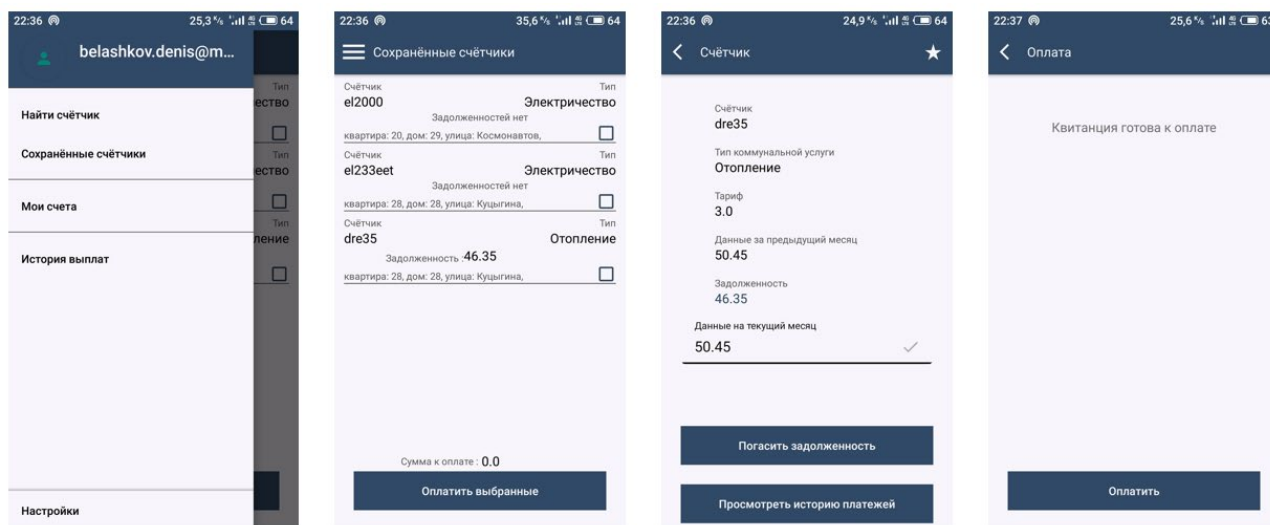 22:36 25,3 К/s 64
belashkov.denis@m...
Тип
ество
Найти счётчик
Сохранённые счётчики
Тип
ество
Мои счета
Тип
ление
История выплат
Настройки
22:36 35,6 К/s 64
Сохранённые счётчики
Счётчик Тип
el2000 Электричество
Задолженностей нет
квартира: 20, дом: 29, улица: Космонавтов,
Счётчик Тип
el233eet Электричество
Задолженностей нет
квартира: 28, дом: 28, улица: Куцыгина,
Счётчик Тип
dre35 Отопление
Задолженность :46.35
квартира: 28, дом: 28, улица: Куцыгина,
Сумма к оплате : 0.0
Оплатить выбранные
22:36 24,9 К/s 64
Счётчик
Счётчик
dre35
Тип коммунальной услуги
Отопление
Тариф
3.0
Данные за предыдущий месяц
50.45
Задолженность
46.35
Данные на текущий месяц
50.45
Погасить задолженность
Просмотреть историю платежей
22:37 25,6 К/s 63
Оплата
Квитанция готова к оплате
Оплатить